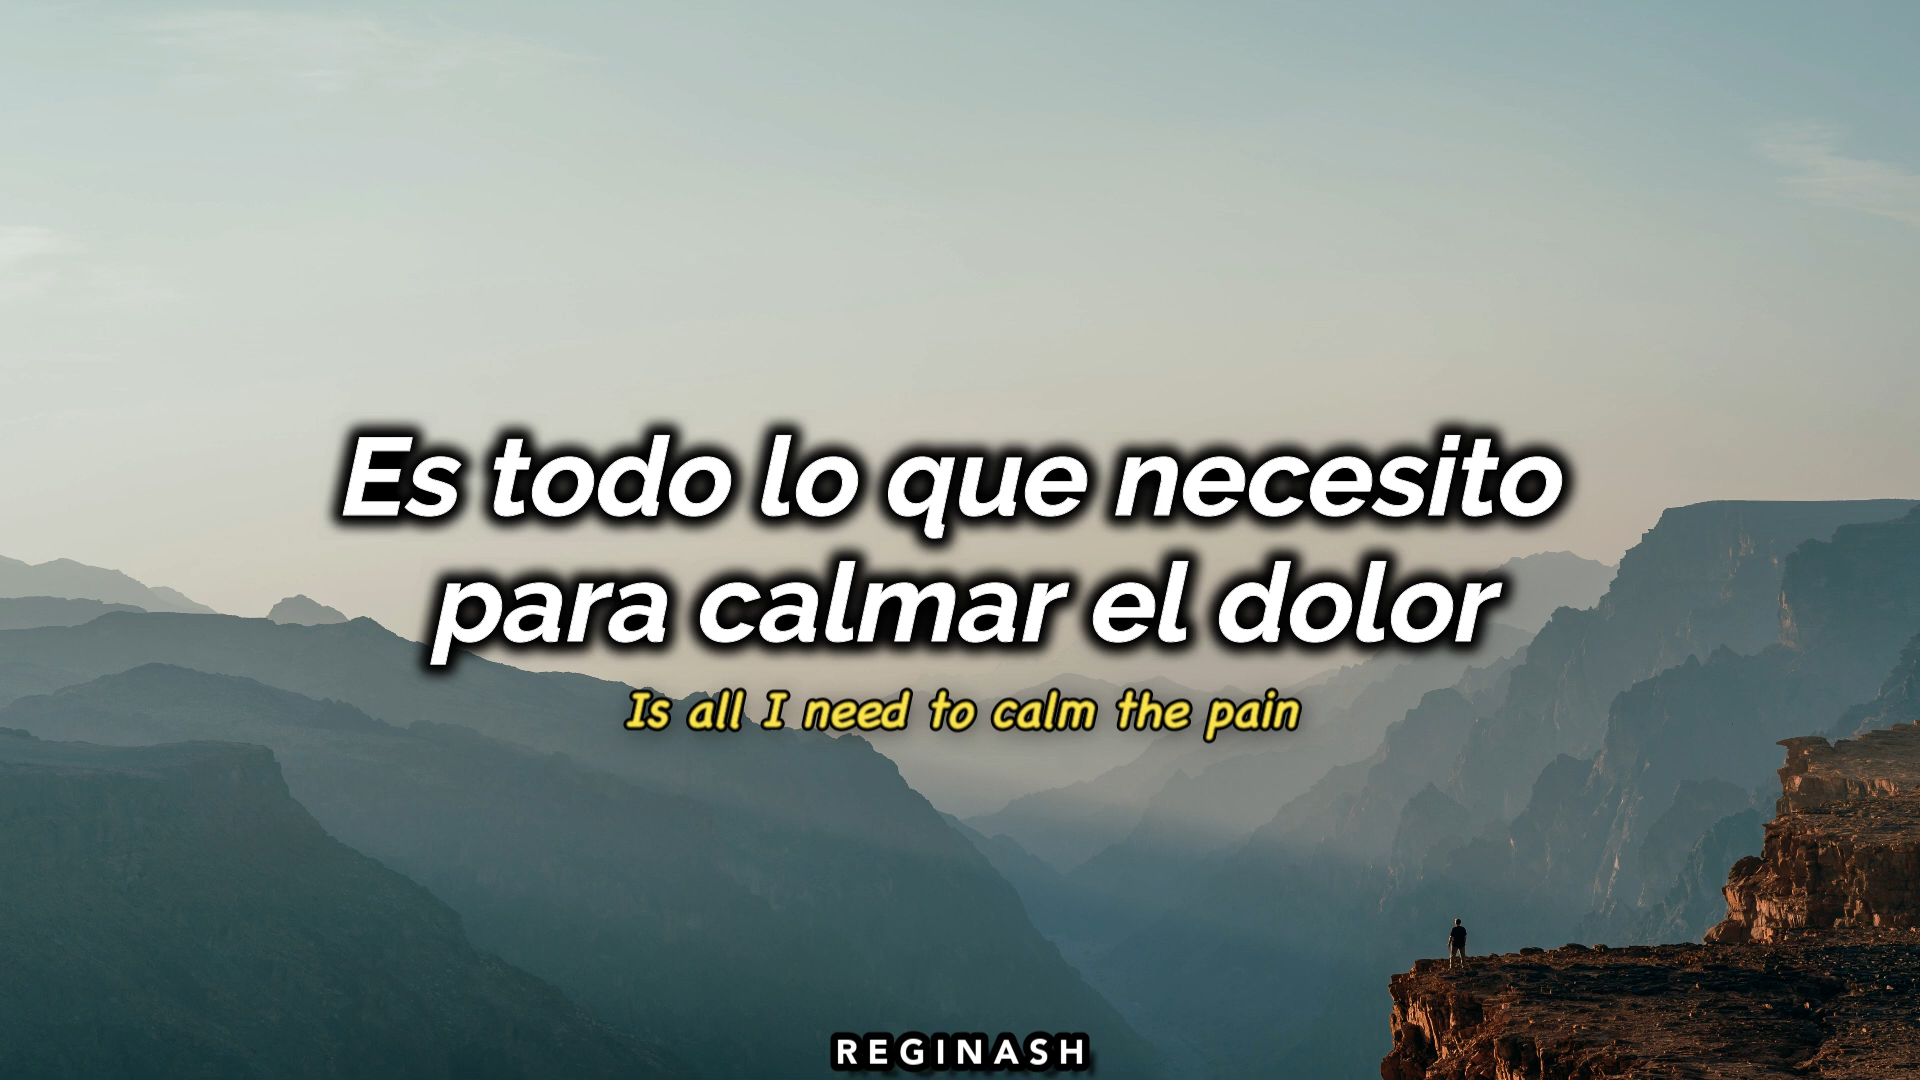 Es todo lo que necesito
para calmar el dolor
Is all I need to calm the pain
REGINASH